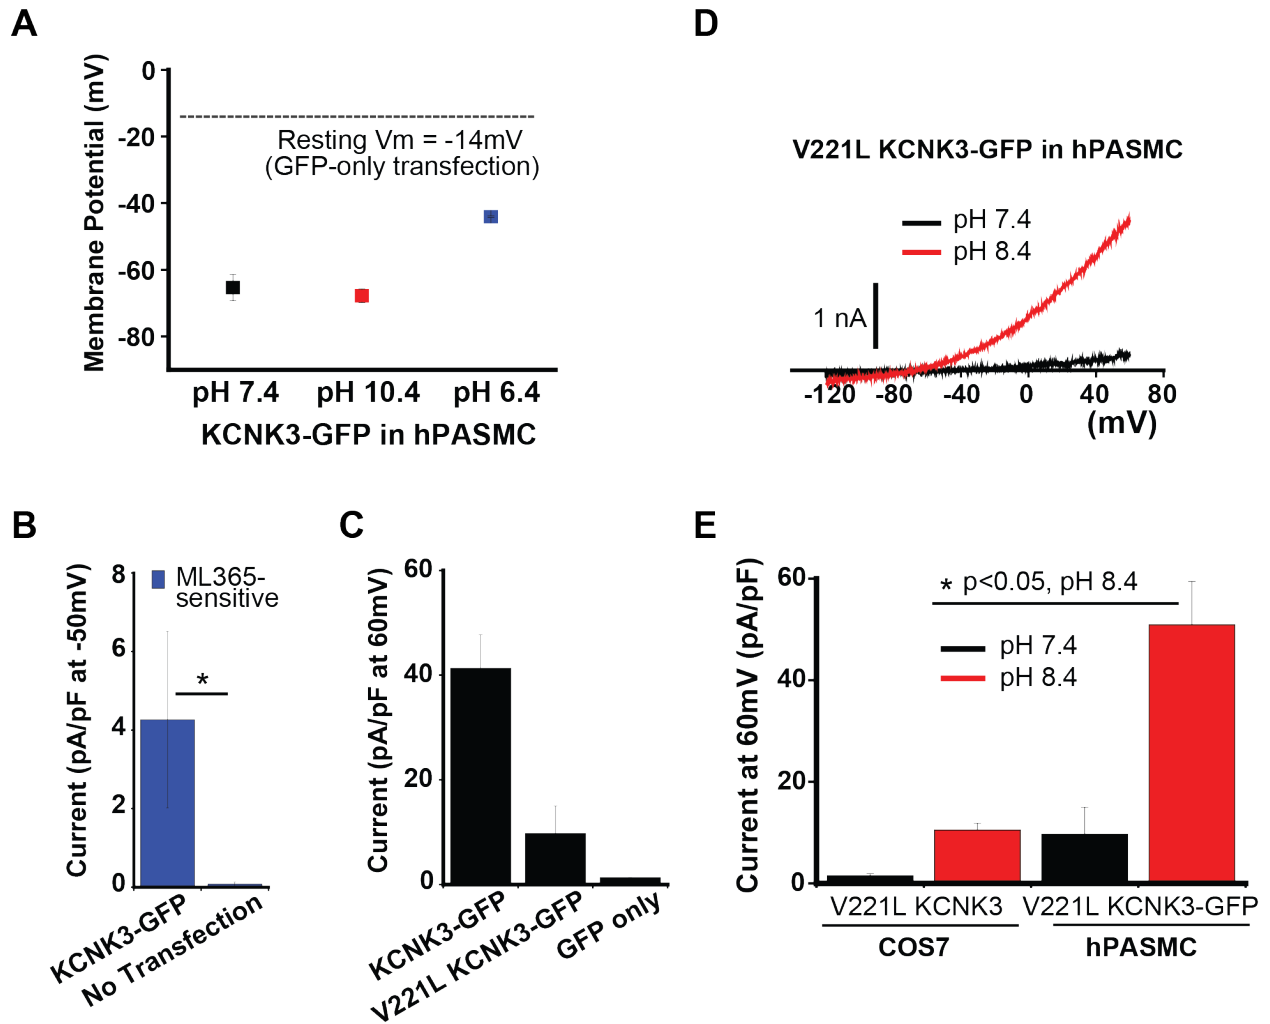 A
Membrane Potential (mV)
0
-20
-40
-60
-80
Resting Vm = -14mV
(GFP-only transfection)
pH 7.4
pH 10.4
pH 6.4
KCNK3-GFP in hPASMC
D
V221L KCNK3-GFP in hPASMC
pH 7.4
pH 8.4
1 nA
-120
-80
-40
0
40
80
(mV)
B
Current (pA/pF at -50mV)
8
6
4
2
0
ML365-
sensitive
*
KCNK3-GFP
No Transfection
C
Current (pA/pF at 60mV)
60
40
20
0
KCNK3-GFP
V221L KCNK3-GFP
GFP only
E
Current at 60mV (pA/pF)
60
40
20
0
* p<0.05, pH 8.4
pH 7.4
pH 8.4
V221L KCNK3
V221L KCNK3-GFP
COS7
hPASMC